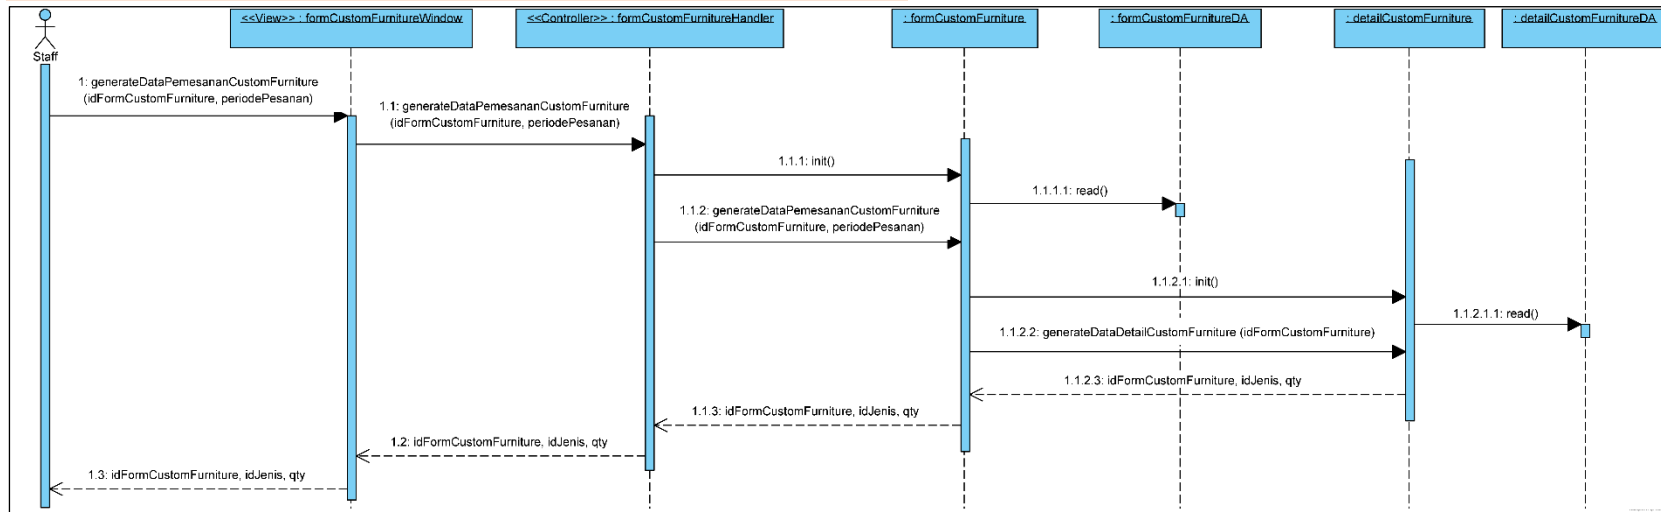 <<View>> : formCustomFurnitureWindow
<<Controller>> : formCustomFurnitureHandler
: formCustomFurniture
: formCustomFurnitureDA
: detailCustomFurniture
: detailCustomFurnitureDA
Staff
1: generateDataPemesananCustomFurniture
(idFormCustomFurniture, periodePesanan)
1.1: generateDataPemesananCustomFurniture
(idFormCustomFurniture, periodePesanan)
1.1.1: init()
1.1.1.1: read()
1.1.2: generateDataPemesananCustomFurniture
(idFormCustomFurniture, periodePesanan)
1.1.2.1: init()
1.1.2.1.1: read()
1.1.2.2: generateDataDetailCustomFurniture (idFormCustomFurniture)
1.1.2.3: idFormCustomFurniture, idJenis, qty
1.1.3: idFormCustomFurniture, idJenis, qty
1.2: idFormCustomFurniture, idJenis, qty
1.3: idFormCustomFurniture, idJenis, qty